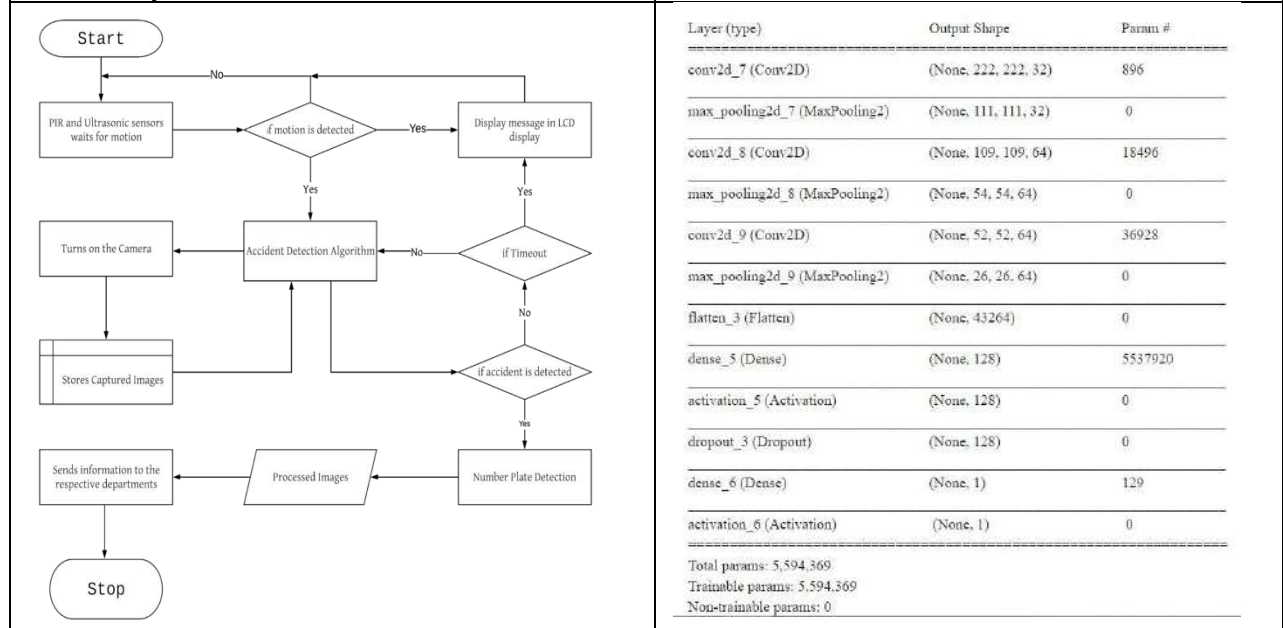 Start
No
PIR and Ultrasonic sensors
waits for motion
if motion is detected
Yes
Display message in LCD
display
Yes
Yes
Turns on the Camera
Accident Detection Algorithm
No
if Timeout
No
Stores Captured Images
if accident is detected
Yes
Sends information to the
respective departments
Processed Images
Number Plate Detection
Stop
Layer (type) Output Shape Param #
conv2d_7 (Conv2D) (None, 222, 222, 32) 896
max_pooling2d_7 (MaxPooling2) (None, 111, 111, 32) 0
conv2d_8 (Conv2D) (None, 109, 109, 64) 18496
max_pooling2d_8 (MaxPooling2) (None, 54, 54, 64) 0
conv2d_9 (Conv2D) (None, 52, 52, 64) 36928
max_pooling2d_9 (MaxPooling2) (None, 26, 26, 64) 0
flatten_3 (Flatten) (None, 43264) 0
dense_5 (Dense) (None, 128) 5537920
activation_5 (Activation) (None, 128) 0
dropout_3 (Dropout) (None, 128) 0
dense_6 (Dense) (None, 1) 129
activation_6 (Activation) (None, 1) 0
Total params: 5,594,369
Trainable params: 5,594,369
Non-trainable params: 0